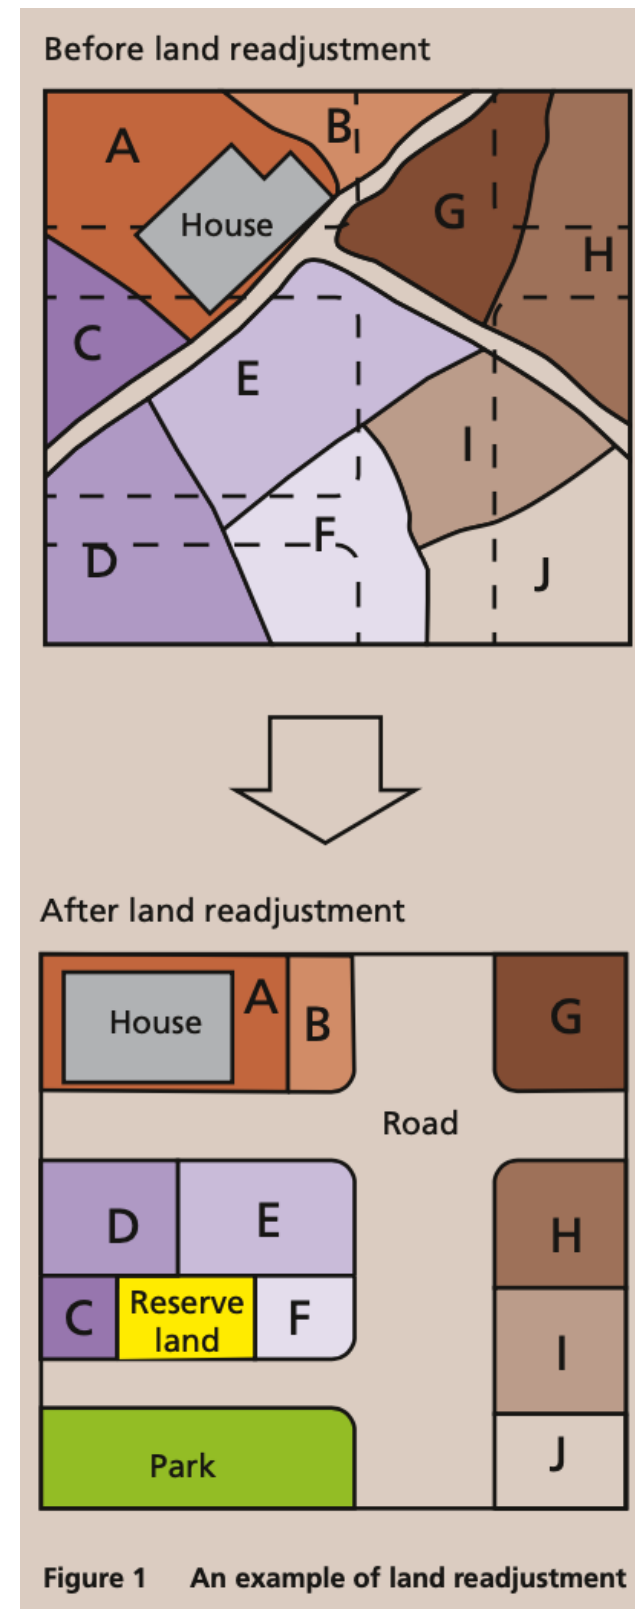 Before land readjustment
A
B
House
G
H
C
E
I
F
D
J
After land readjustment
House
A
B
G
Road
D
E
H
C
Reserve
land
F
I
J
Park
Figure 1 An example of land readjustment